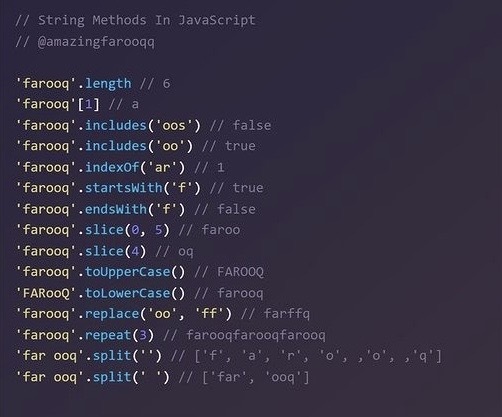 // String Methods In JavaScript
// @amazingfarooqq
'farooq'.length // 6
'farooq'[1] // a
'farooq'.includes('oos') // false
'farooq'.includes('oo') // true
'farooq'.indexOf('ar') // 1
'farooq'.startsWith('f') // true
'farooq'.endsWith('f') // false
'farooq'.slice(0, 5) // faroo
'farooq'.slice(4) // oq
'farooq'.toUpperCase() // FAROOQ
'FARooQ'.toLowerCase() // farooq
'farooq'.replace('oo', 'ff') // farffq
'farooq'.repeat(3) // farooqfarooqfarooq
'far ooq'.split('') // ['f', 'a', 'r', 'o', ,'o', ,'q']
'far ooq'.split(' ') // ['far', 'ooq']